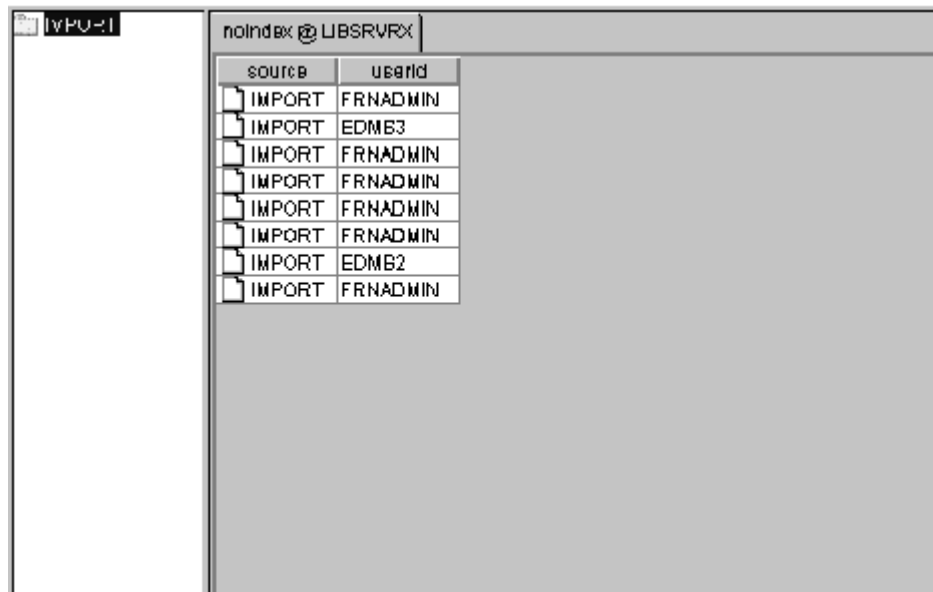 IMPORT
noindex @ LIBSRVRX
source userid
IMPORT FRNADMIN
IMPORT EDMB3
IMPORT FRNADMIN
IMPORT FRNADMIN
IMPORT FRNADMIN
IMPORT FRNADMIN
IMPORT EDMB2
IMPORT FRNADMIN